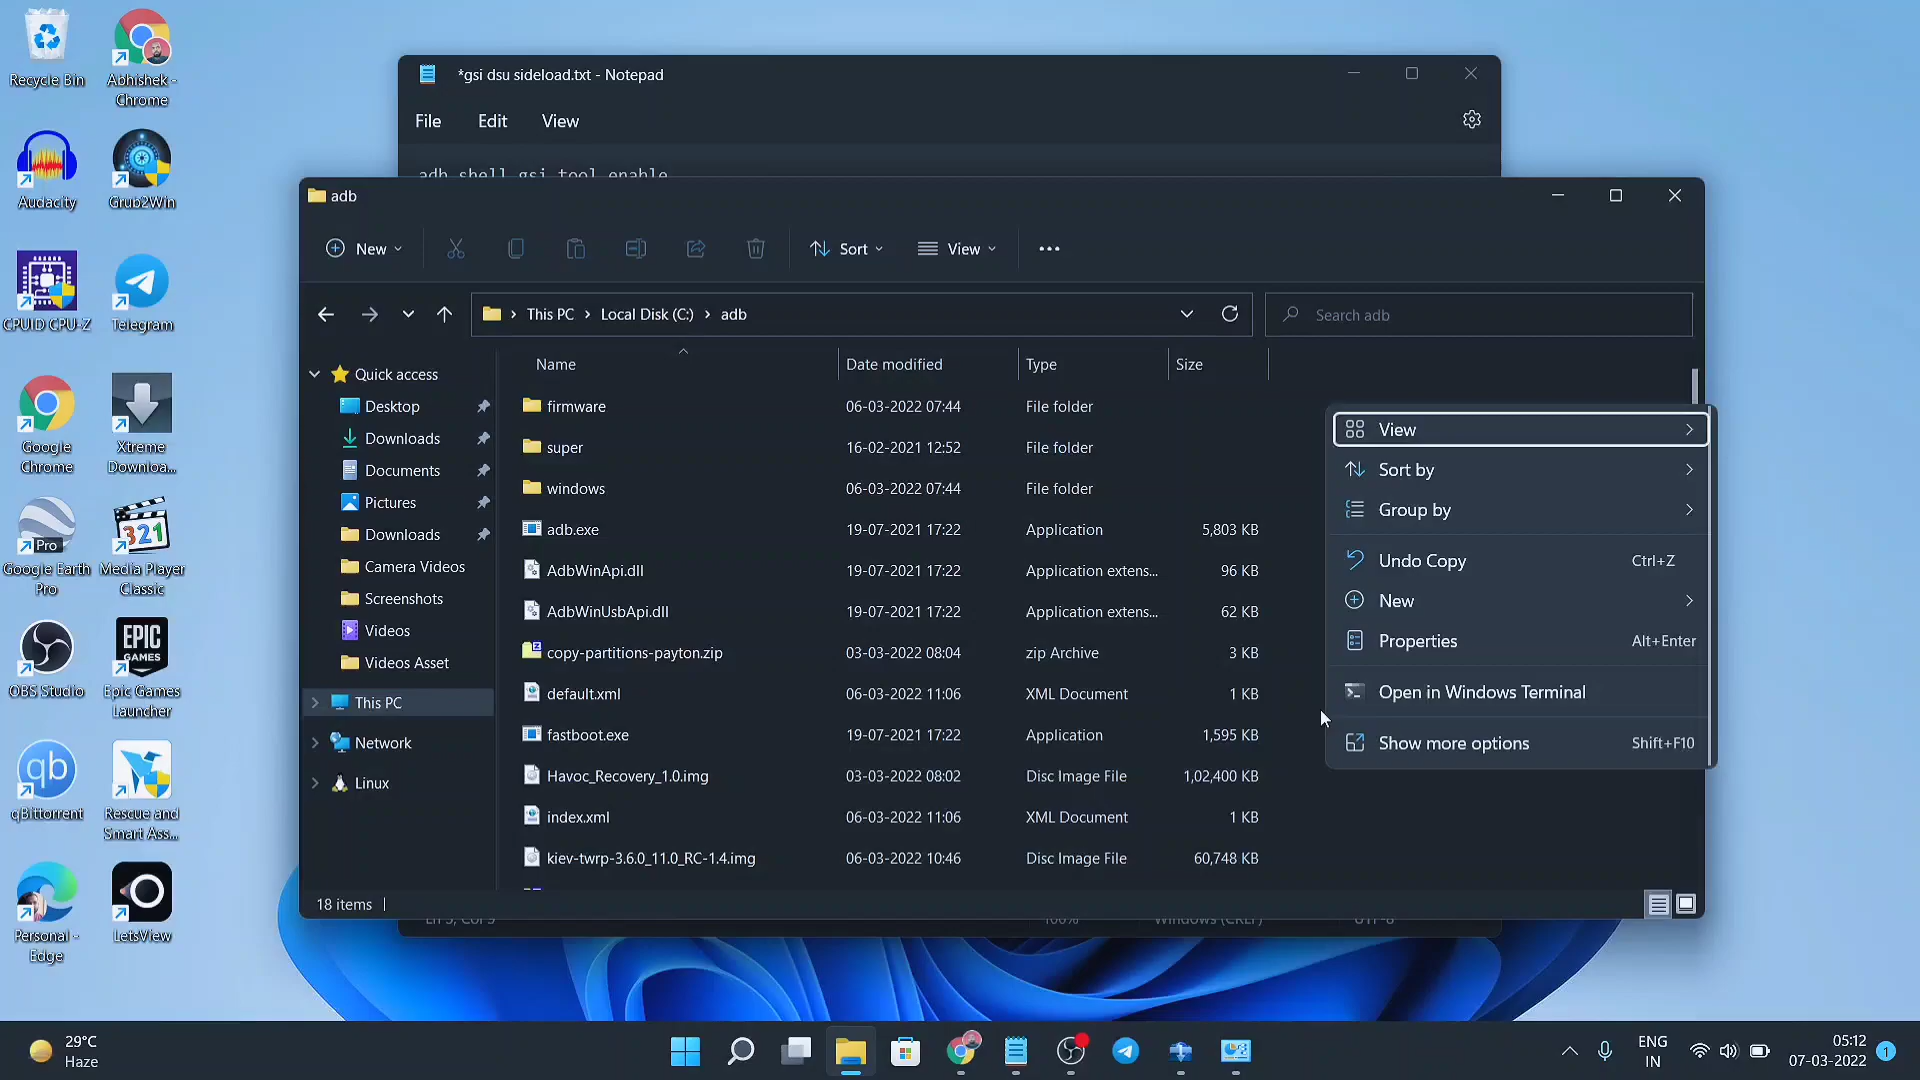 Recycle Bin
Abhishek -
Chrome
Audacity
Grub2Win
CPUID CPU-Z
Telegram
Google
Chrome
Xtreme
Downloa...
Pro
Google Earth
Pro
321
Media Player
Classic
OBS Studio
EPIC
GAMES
Epic Games
Launcher
qb
qBittorrent
Rescue and
Smart Ass...
Personal -
Edge
LetsView
*gsi dsu sideload.txt - Notepad
File Edit View
adb shell gsi_tool enable
adb
New Sort View
This PC Local Disk (C:) adb
Search adb
Quick access
Desktop
Downloads
Documents
Pictures
Downloads
Camera Videos
Screenshots
Videos
Videos Asset
This PC
Network
Linux
Name Date modified Type Size
firmware 06-03-2022 07:44 File folder
super 16-02-2021 12:52 File folder
windows 06-03-2022 07:44 File folder
adb.exe 19-07-2021 17:22 Application 5,803 KB
AdbWinApi.dll 19-07-2021 17:22 Application extens... 96 KB
AdbWinUsbApi.dll 19-07-2021 17:22 Application extens... 62 KB
copy-partitions-payton.zip 03-03-2022 08:04 zip Archive 3 KB
default.xml 06-03-2022 11:06 XML Document 1 KB
fastboot.exe 19-07-2021 17:22 Application 1,595 KB
Havoc_Recovery_1.0.img 03-03-2022 08:02 Disc Image File 1,02,400 KB
index.xml 06-03-2022 11:06 XML Document 1 KB
kiev-twrp-3.6.0_11.0_RC-1.4.img 06-03-2022 10:46 Disc Image File 60,748 KB
View
Sort by
Group by
Undo Copy Ctrl+Z
New
Properties Alt+Enter
Open in Windows Terminal
Show more options Shift+F10
18 items
100% Windows (CRLF) UTF-8
29°C
Haze
ENG
IN
05:12
07-03-2022
1